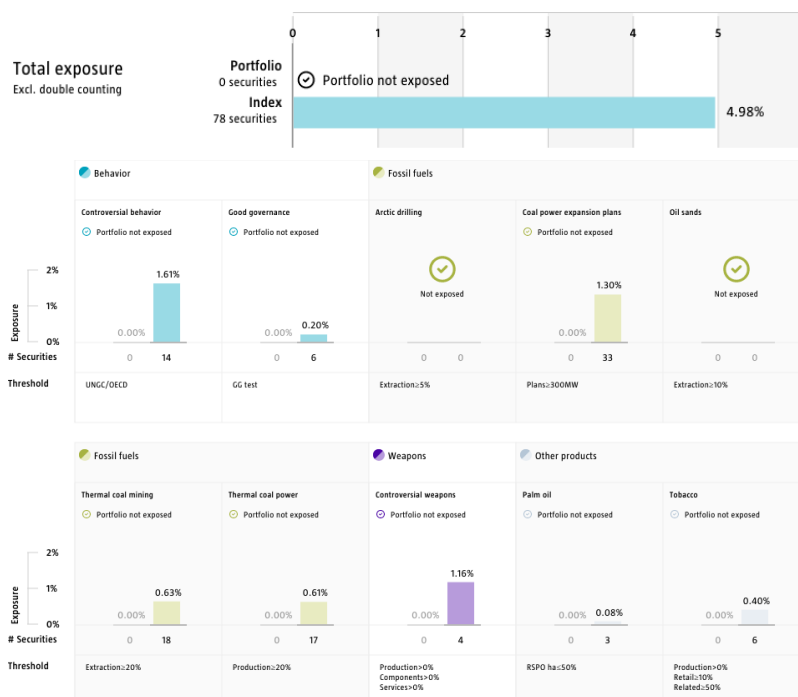 0 1 2 3 4 5
Total exposure
Excl. double counting
Portfolio
0 securities
Portfolio not exposed
Index
78 securities
4.98%
Behavior
Fossil fuels
Controversial behavior
Good governance
Arctic drilling
Coal power expansion plans
Oil sands
Portfolio not exposed
Portfolio not exposed
Portfolio not exposed
Not exposed
Not exposed
Exposure
2%
1%
0%
0.00% 1.61%
0.00% 0.20%
0.00% 1.30%
# Securities
0 14
0 6
0 0
0 33
0 0
Threshold
UNGC/OECD
GG test
Extraction≥5%
Plans≥300MW
Extraction≥10%
Fossil fuels
Weapons
Other products
Thermal coal mining
Thermal coal power
Controversial weapons
Palm oil
Tobacco
Portfolio not exposed
Portfolio not exposed
Portfolio not exposed
Portfolio not exposed
Portfolio not exposed
Exposure
2%
1%
0%
0.00% 0.63%
0.00% 0.61%
0.00% 1.16%
0.00% 0.08%
0.00% 0.40%
# Securities
0 18
0 17
0 4
0 3
0 6
Threshold
Extraction≥20%
Production≥20%
Production>0%
Components>0%
Services>0%
RSPO ha≤50%
Production>0%
Retail≥10%
Related≥50%